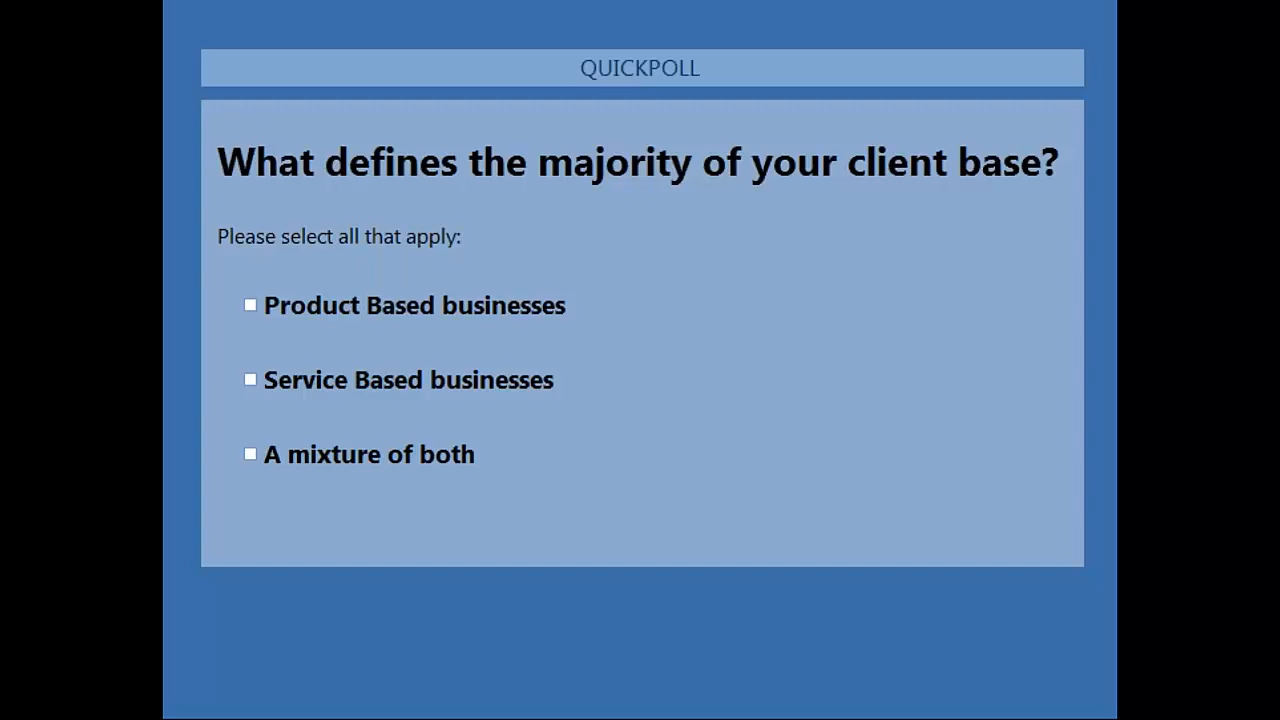 QUICKPOLL
What defines the majority of your client base?
Please select all that apply:
Product Based businesses
Service Based businesses
A mixture of both